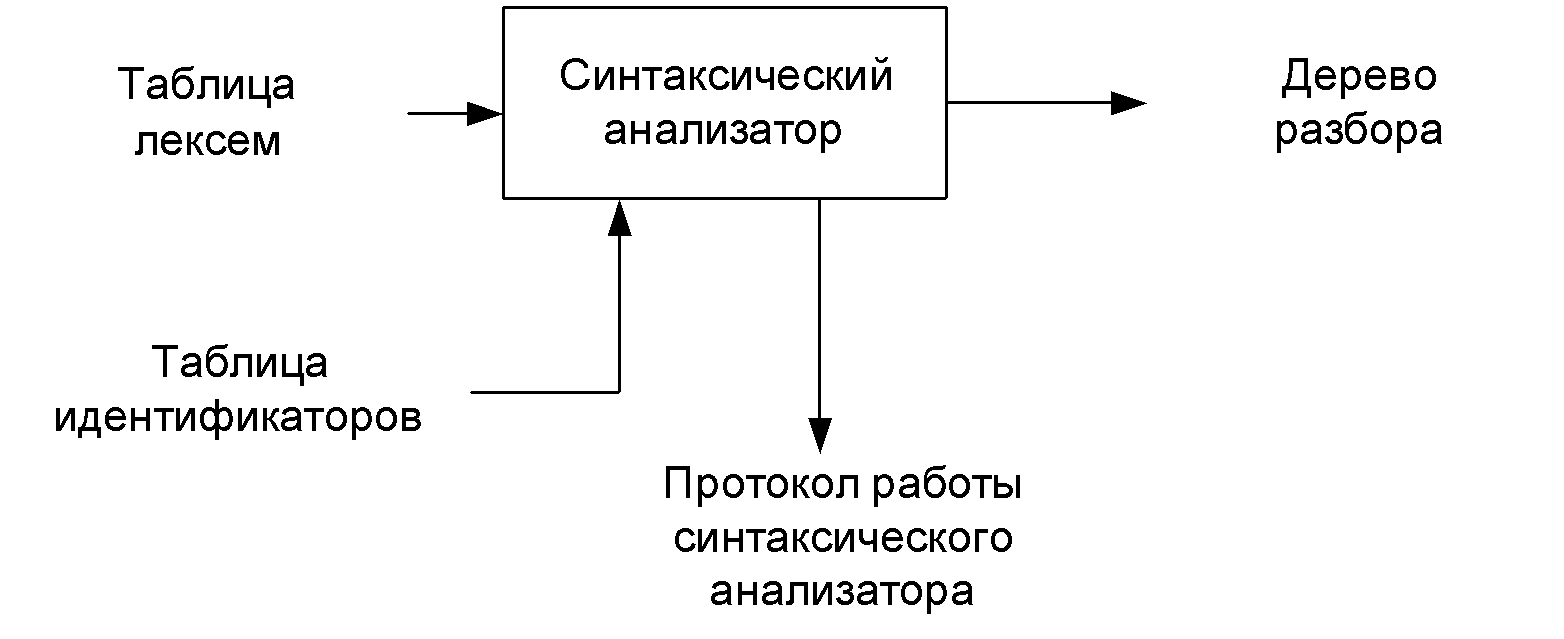 Таблица
лексем
Синтаксический
анализатор
Дерево
разбора
Таблица
идентификаторов
Протокол работы
синтаксического
анализатора